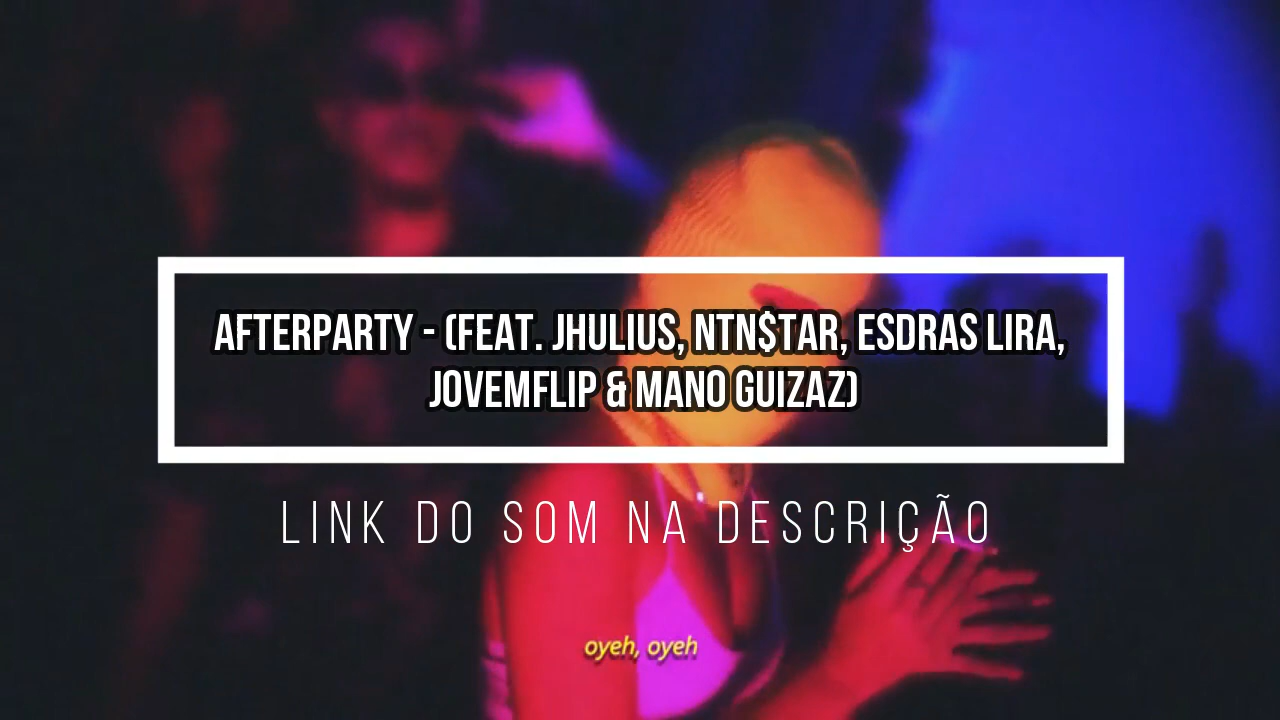 AFTERPARTY - (FEAT. JHULIUS, NTN$TAR, ESDRAS LIRA,
JOVEMFLIP & MANO GUIZAZ)
LINK DO SOM NA DESCRIÇÃO
oyeh, oyeh